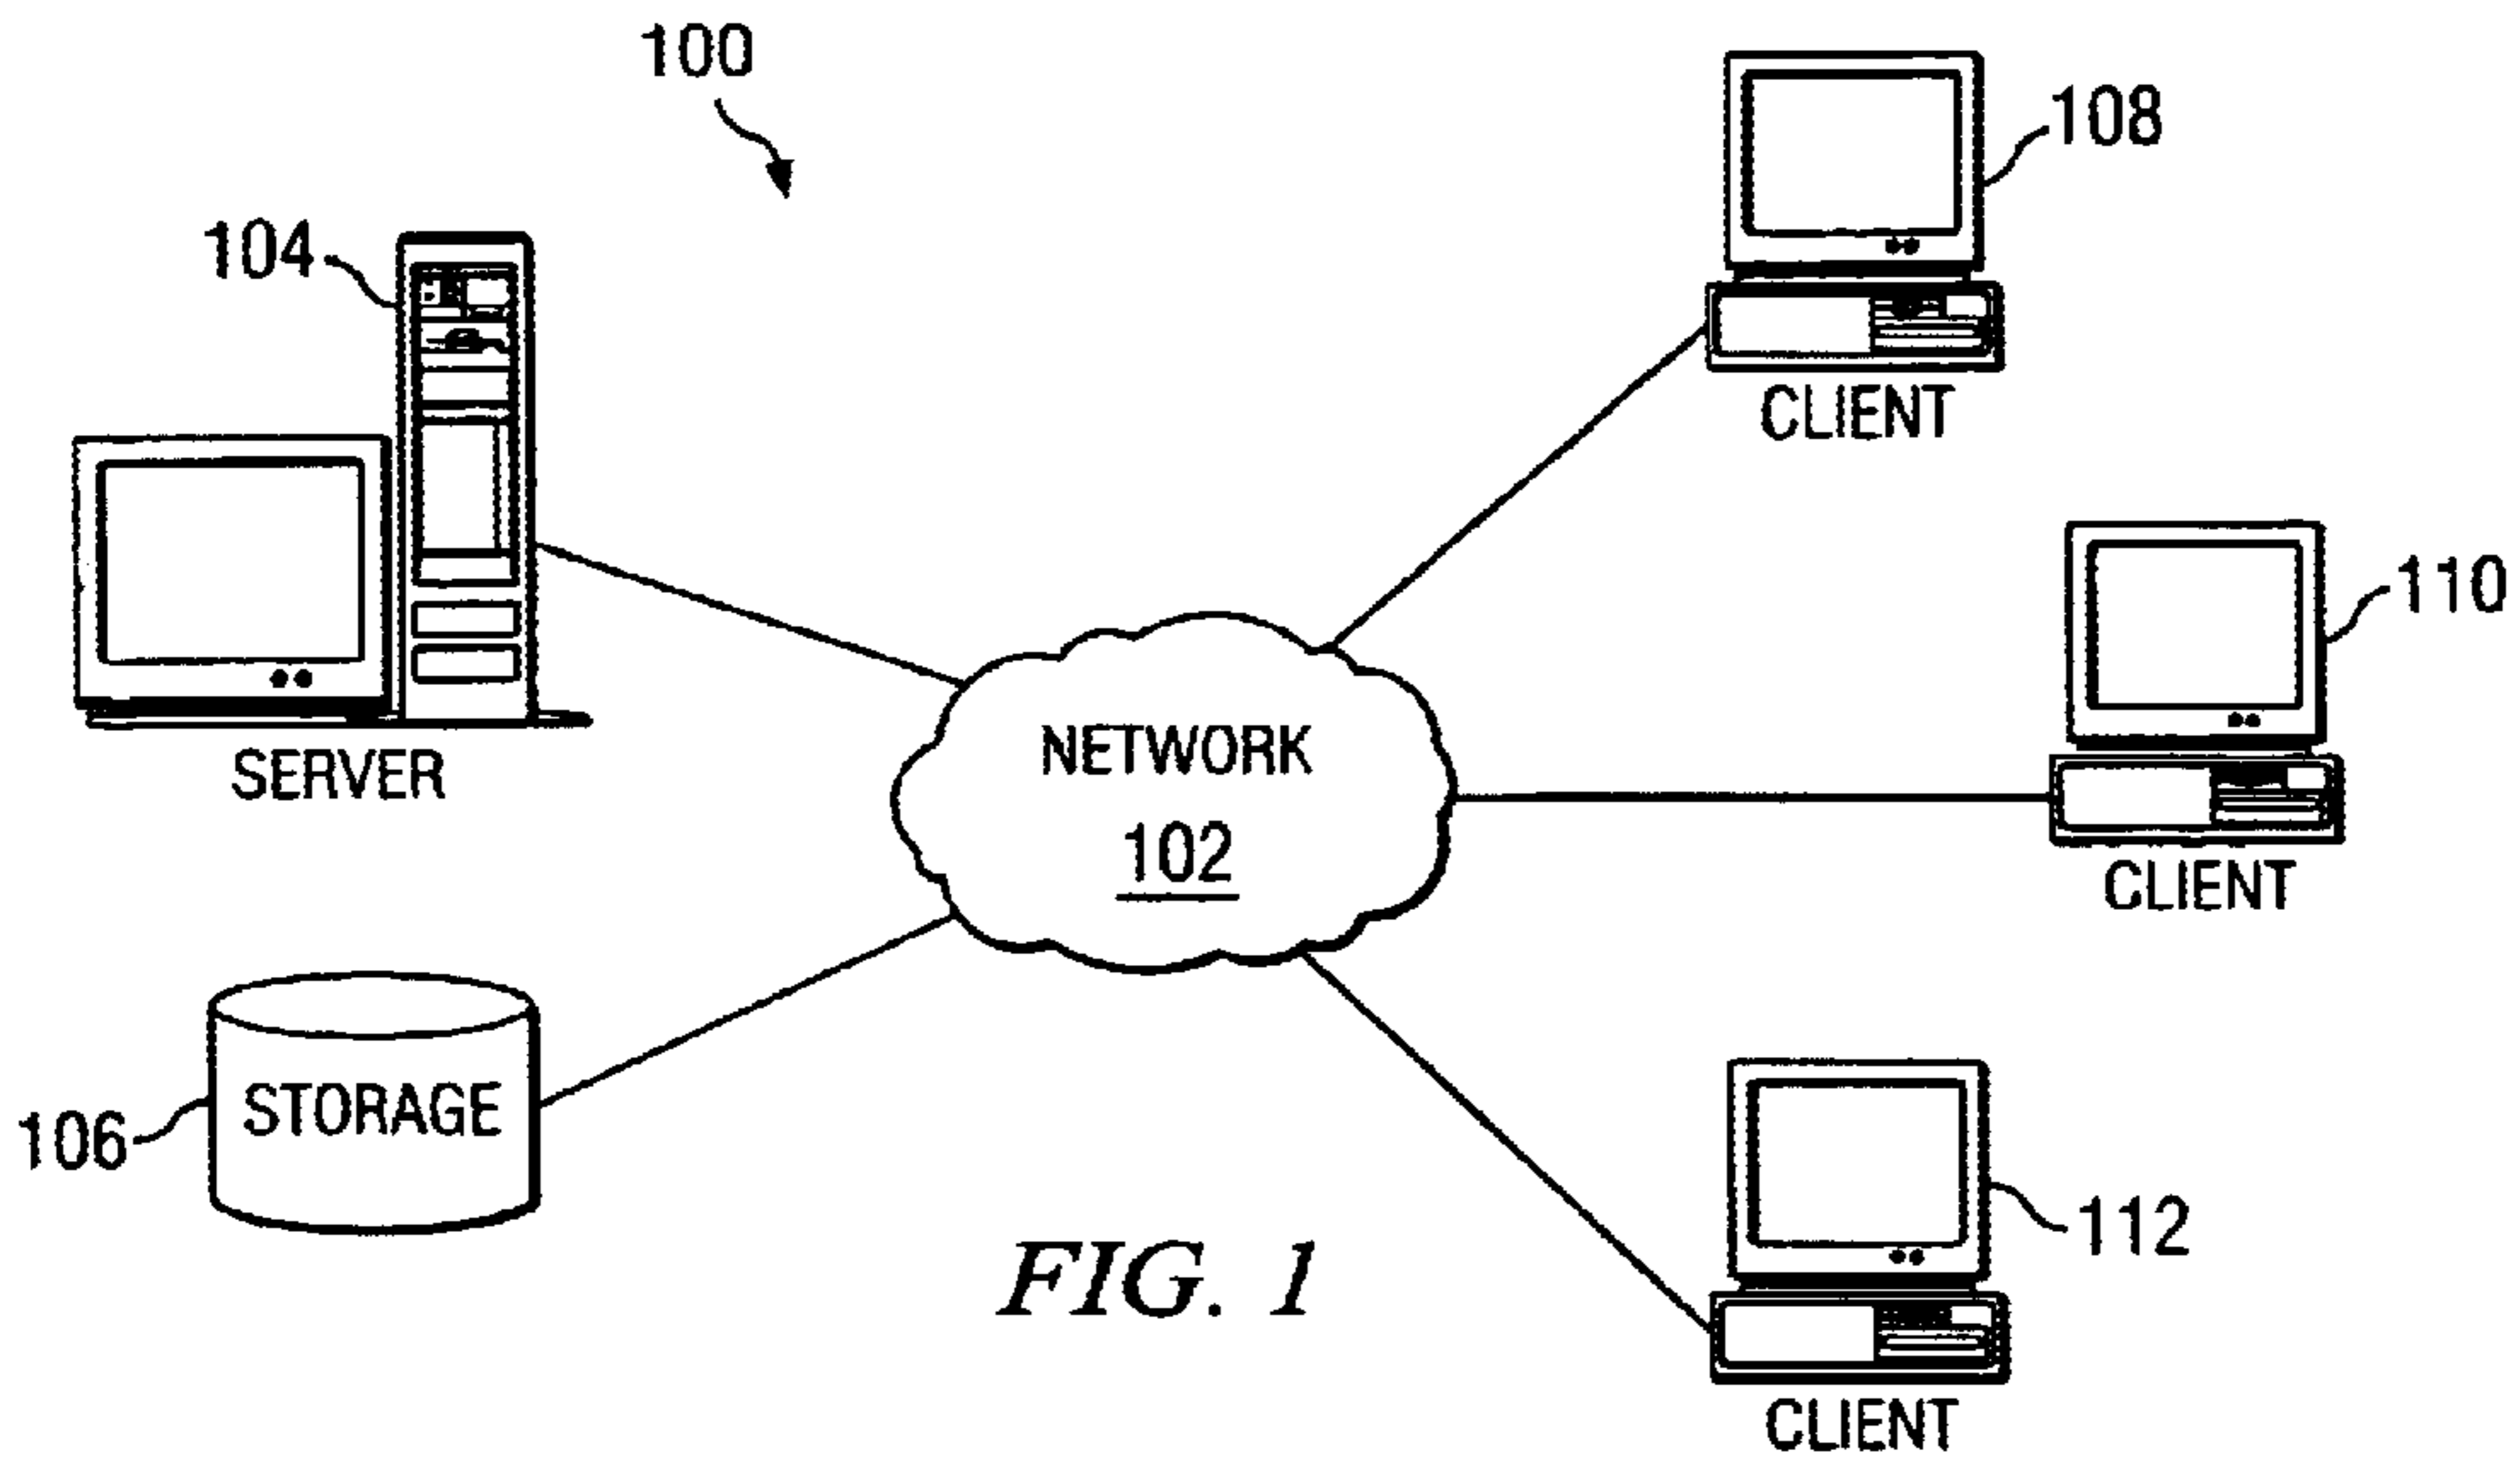 100
108
104
CLIENT
110
SERVER
NETWORK
102
CLIENT
STORAGE
106
112
FIG. 1
CLIENT